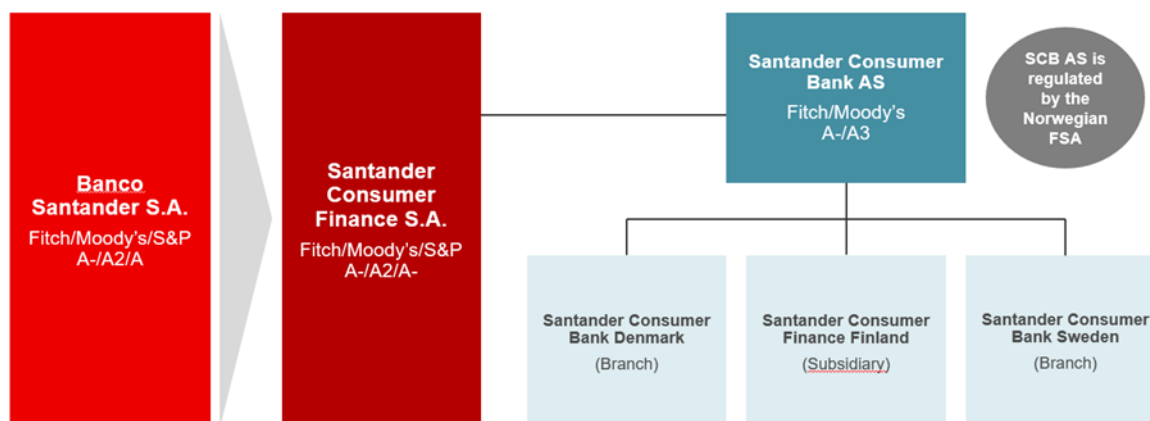 Banco
Santander S.A.
Fitch/Moody's/S&P
A-/A2/A
Santander
Consumer
Finance S.A.
Fitch/Moody's/S&P
A-/A2/A-
Santander Consumer
Bank AS
Fitch/Moody's
A-/A3
SCB AS is
regulated
by the
Norwegian
FSA
Santander Consumer
Bank Denmark
(Branch)
Santander Consumer
Finance Finland
(Subsidiary)
Santander Consumer
Bank Sweden
(Branch)